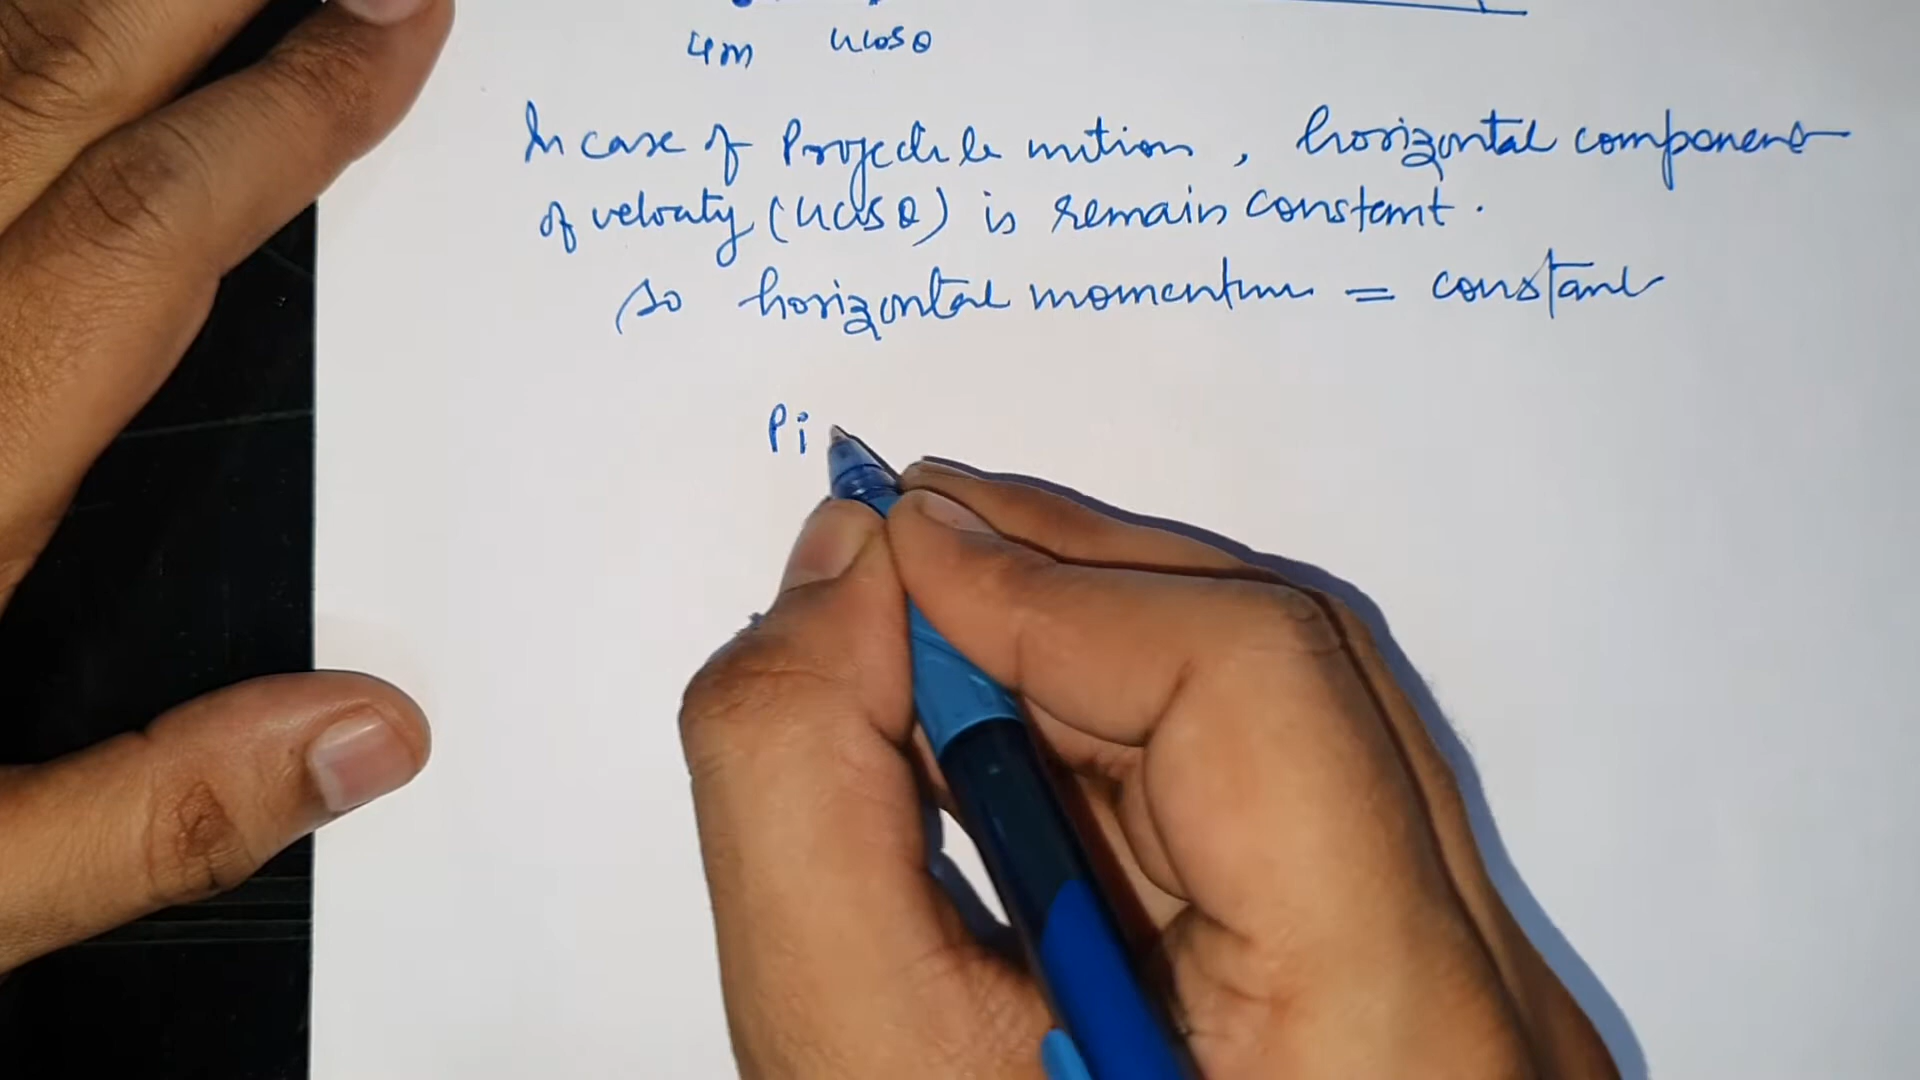 4m ucosθ
In case of Projectile motion, horizontal component
of velocity (ucosθ) is remain constant.
so horizontal momentum = constant
Pi